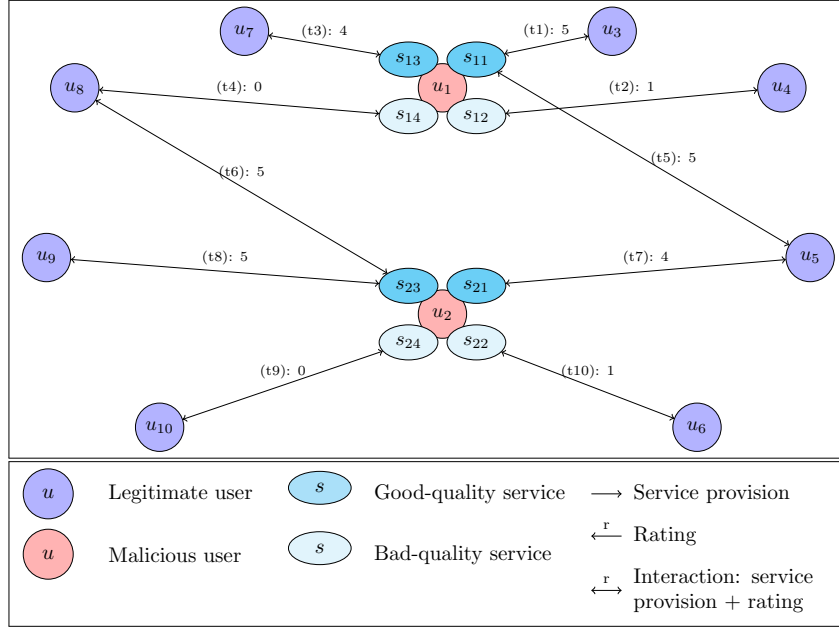 u7
(t3): 4
(t1): 5
u3
s13
s11
u8
(t4): 0
u1
(t2): 1
u4
s14
s12
(t6): 5
(t5): 5
u9
(t8): 5
s23
s21
(t7): 4
u5
u2
s24
s22
(t9): 0
(t10): 1
u10
u6
u
Legitimate user
s
Good-quality service
Service provision
r
Rating
u
Malicious user
s
Bad-quality service
r
Interaction: service
provision + rating